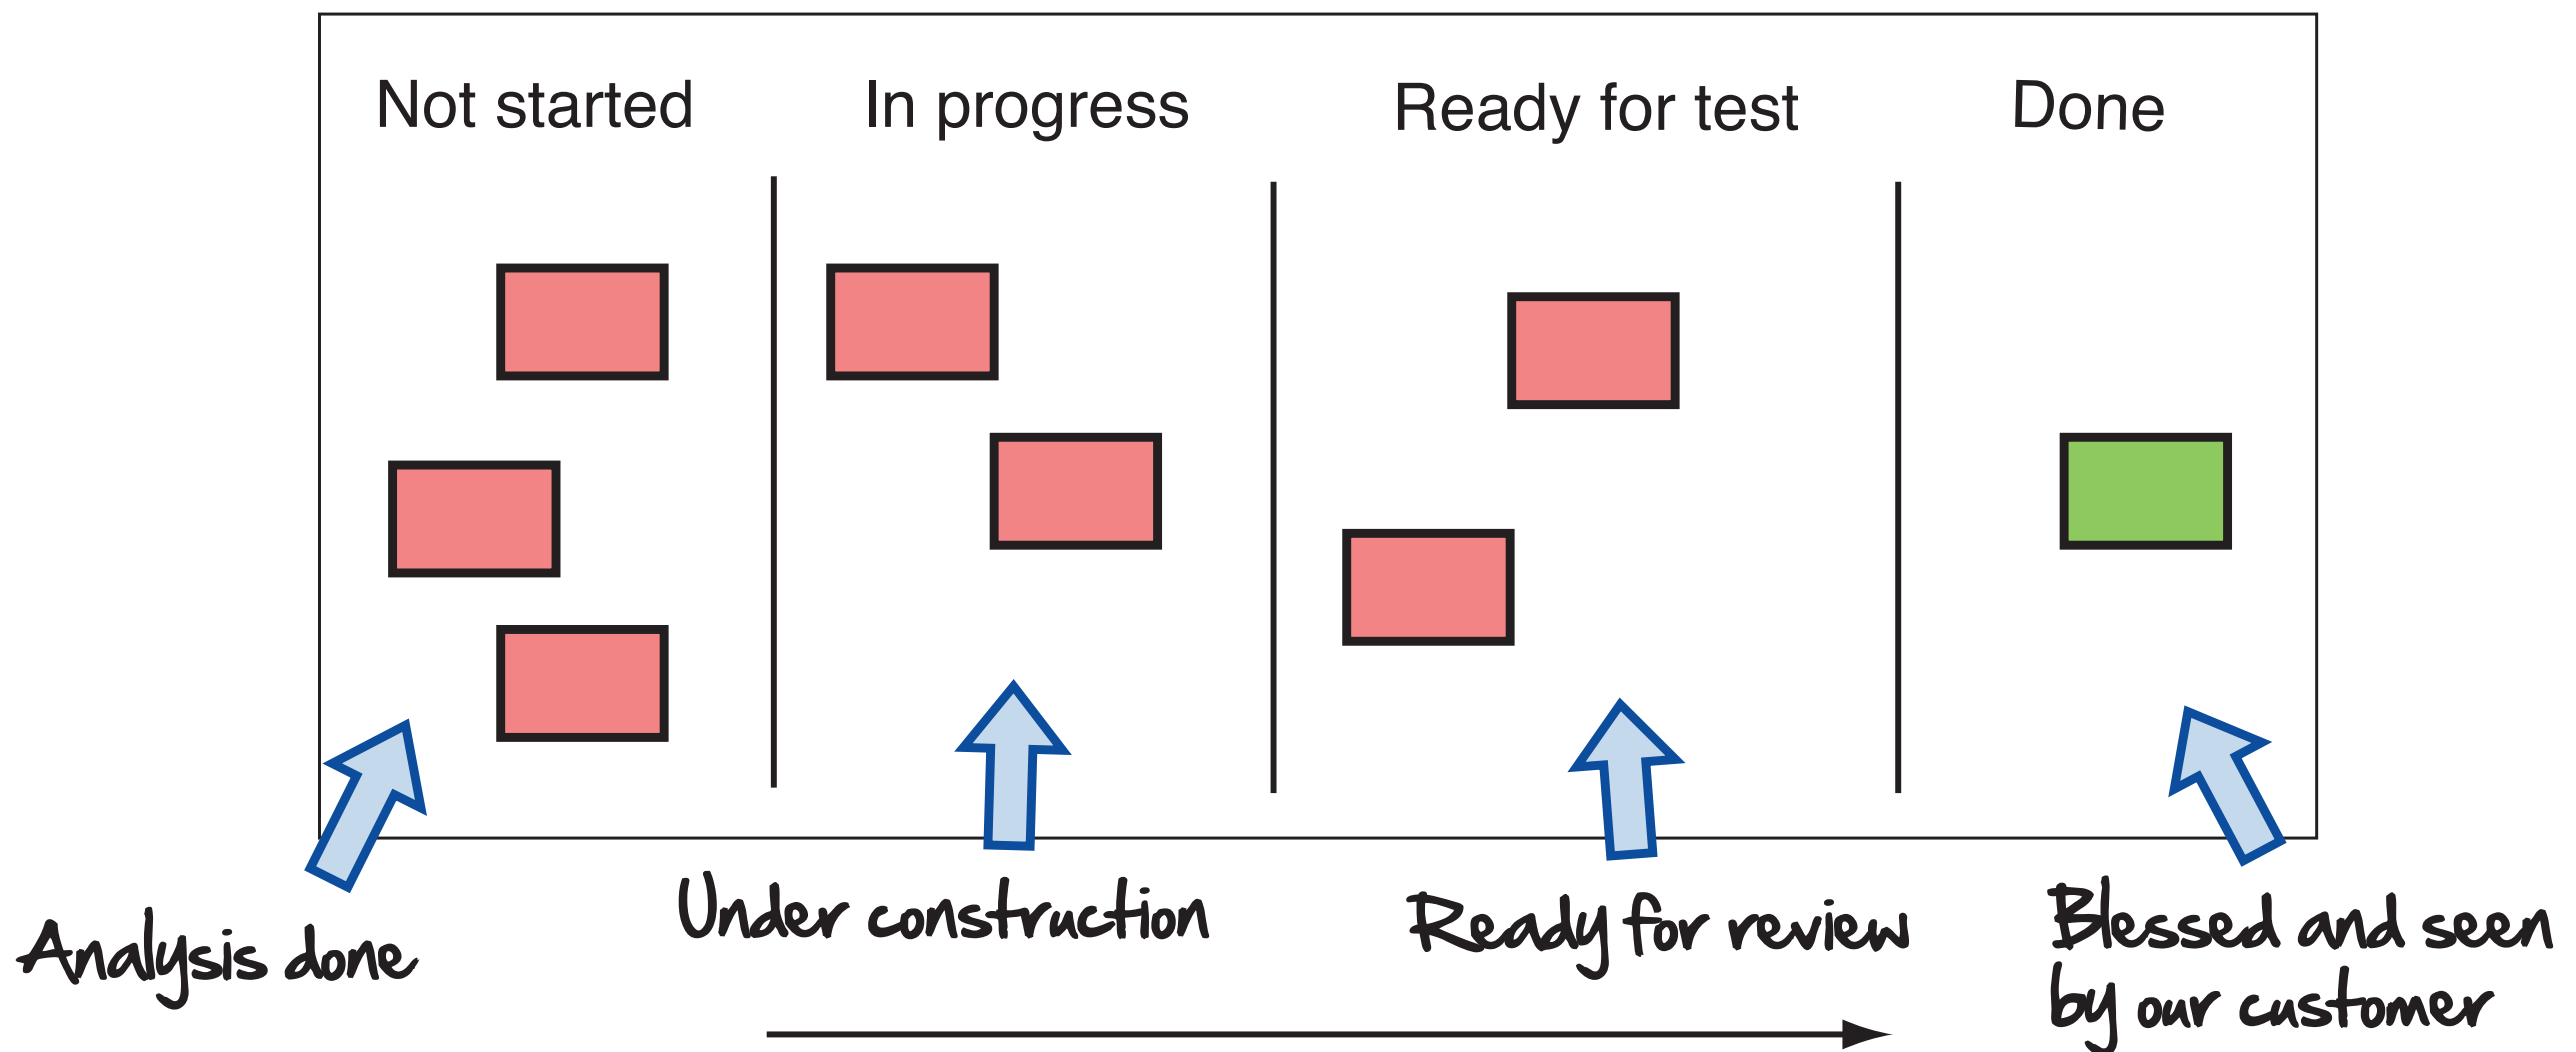 Not started
In progress
Ready for test
Done
Analysis done
Under construction
Ready for review
Blessed and seen
by our customer